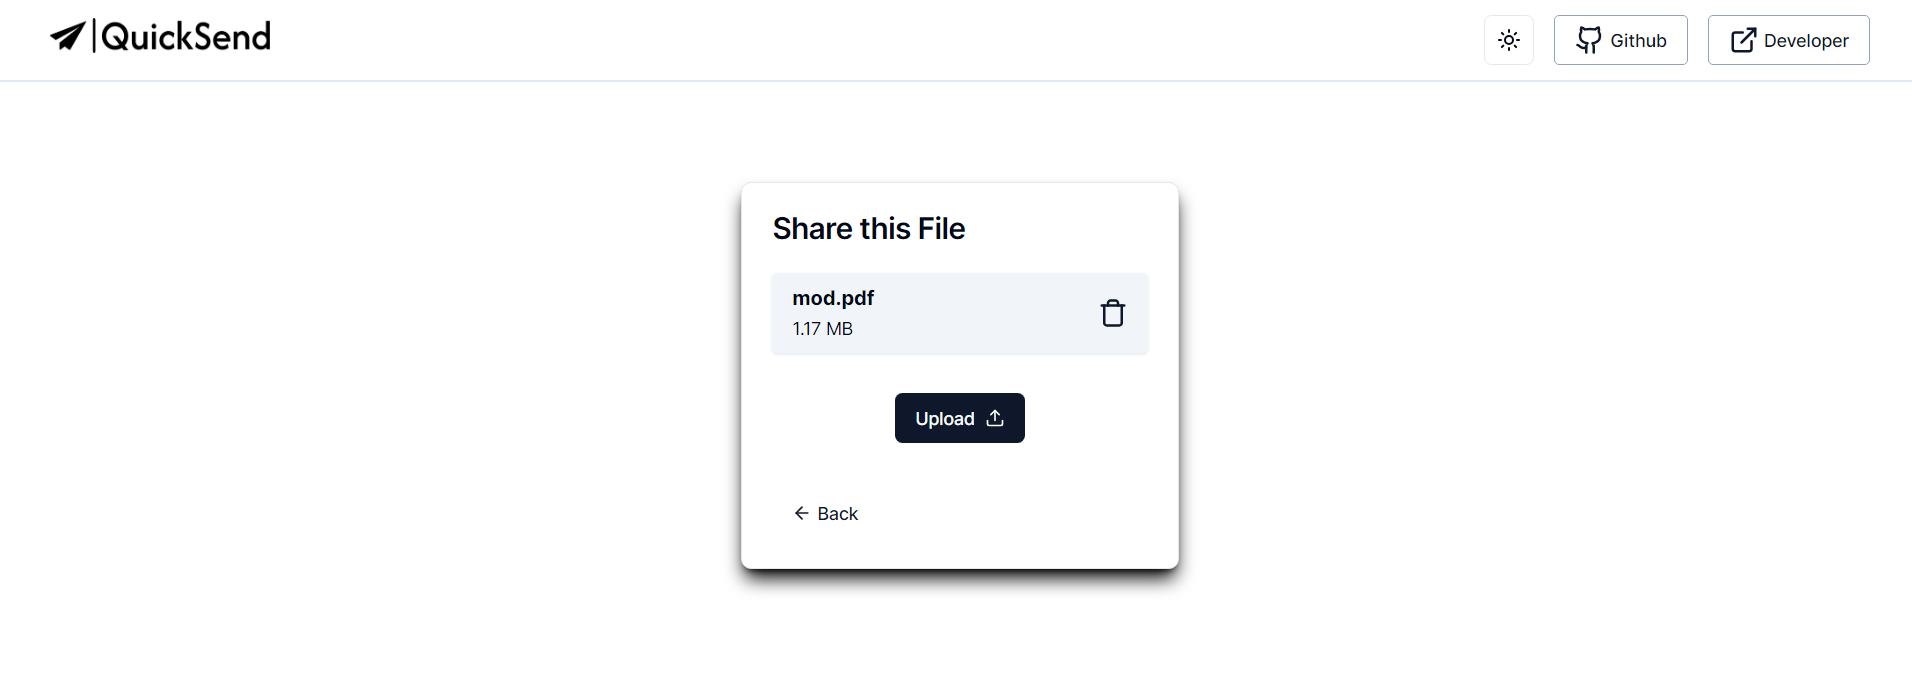 QuickSend
Github
Developer
Share this File
mod.pdf
1.17 MB
Upload
Back